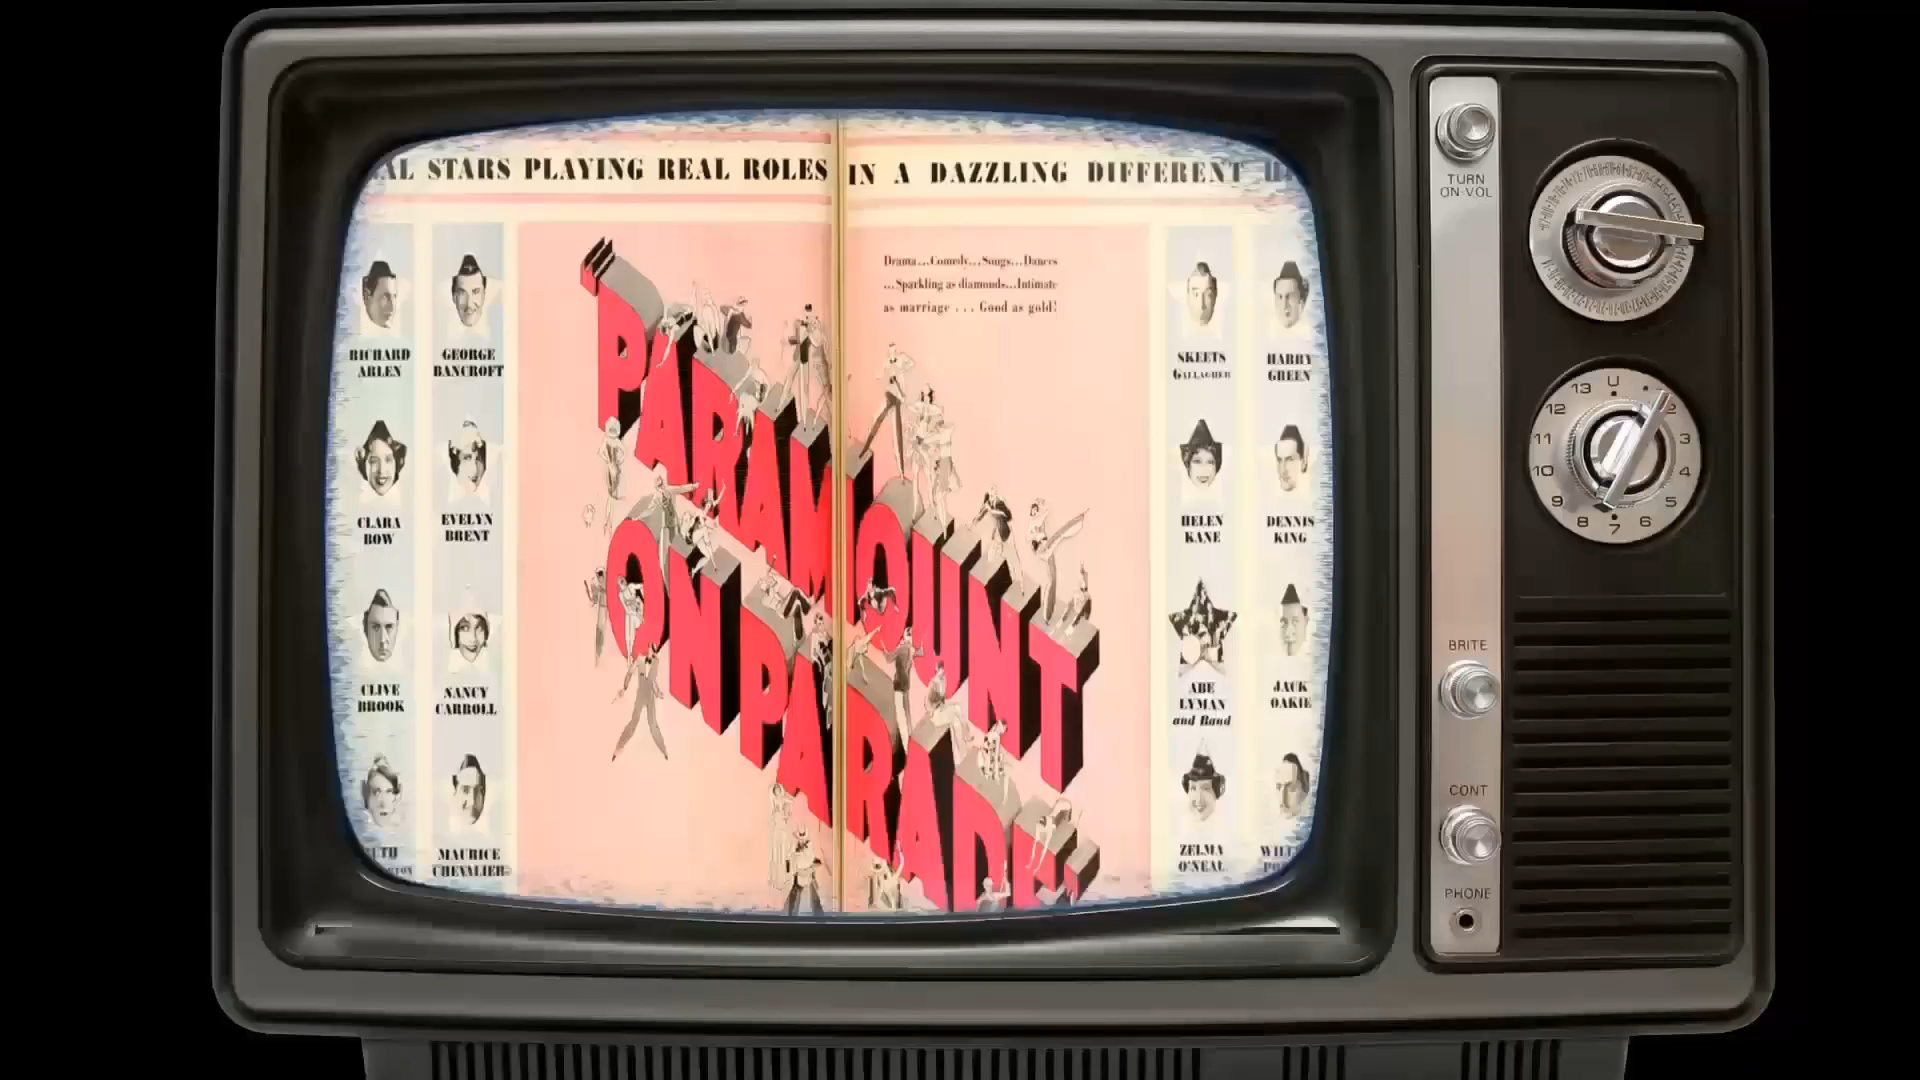 STARS PLAYING REAL ROLES IN A DAZZLING DIFFERENT
Drama...Comedy...Songs...Dances
...Sparkling as diamonds...Intimate
as marriage . . . Good as gold!
"PARAMOUNT
ON PARADE"
RICHARD
ARLEN
GEORGE
BANCROFT
CLARA
BOW
EVELYN
BRENT
CLIVE
BROOK
NANCY
CARROLL
MAURICE
CHEVALIER
SKEETS
GALLAGHER
HARRY
GREEN
HELEN
KANE
DENNIS
KING
ABE
LYMAN
and Band
JACK
OAKIE
ZELMA
O'NEAL
TURN
ON-VOL
BRITE
CONT
PHONE
U
2
3
4
5
6
7
8
9
10
11
12
13